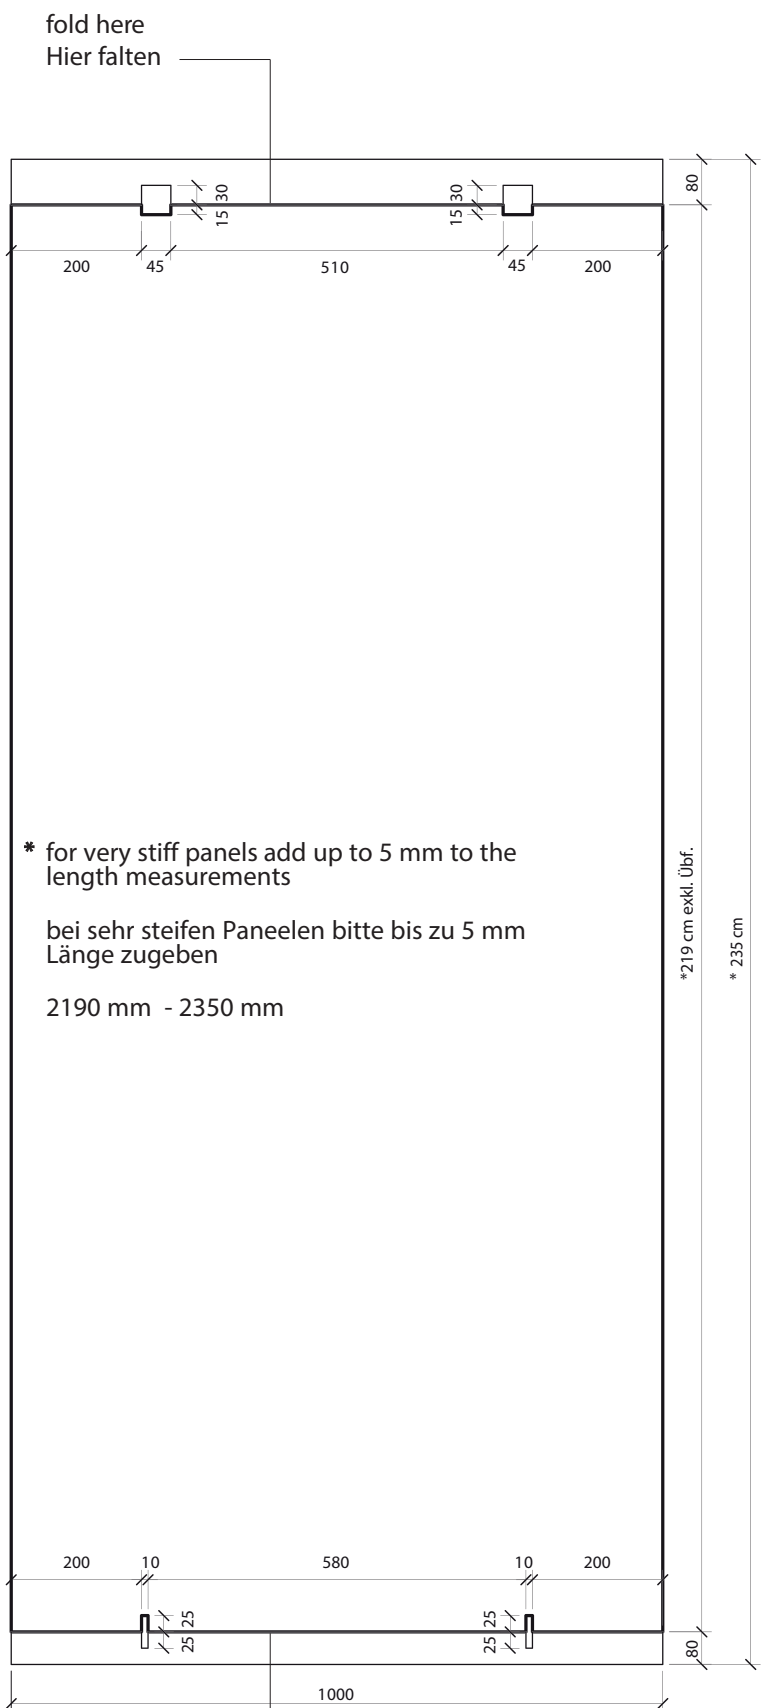 fold here
Hier falten
80
30
15
30
15
200
45
510
45
200
* for very stiff panels add up to 5 mm to the
length measurements
bei sehr steifen Paneelen bitte bis zu 5 mm
Länge zugeben
2190 mm - 2350 mm
*219 cm exkl. Übf.
* 235 cm
200
10
580
10
200
25
25
25
25
80
1000